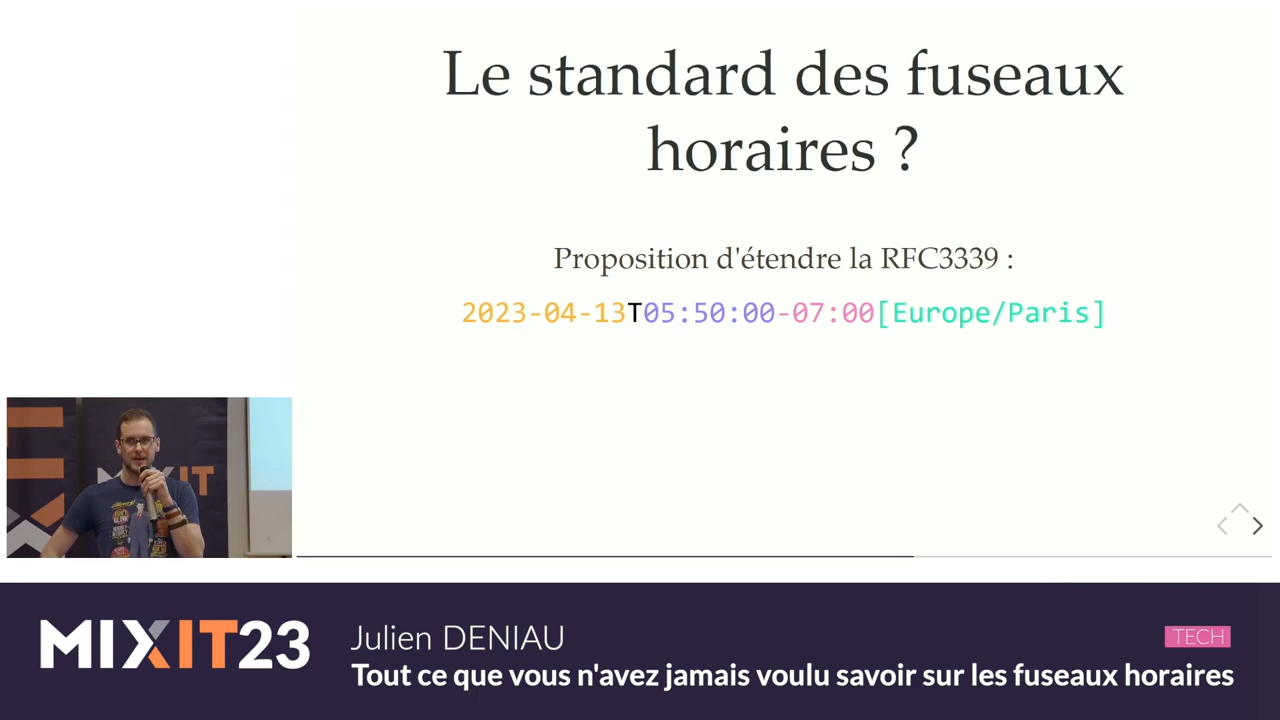 Le standard des fuseaux
horaires ?
Proposition d'étendre la RFC3339 :
2023-04-13T05:50:00-07:00[Europe/Paris]
MIXIT
MIXIT23
Julien DENIAU
TECH
Tout ce que vous n'avez jamais voulu savoir sur les fuseaux horaires